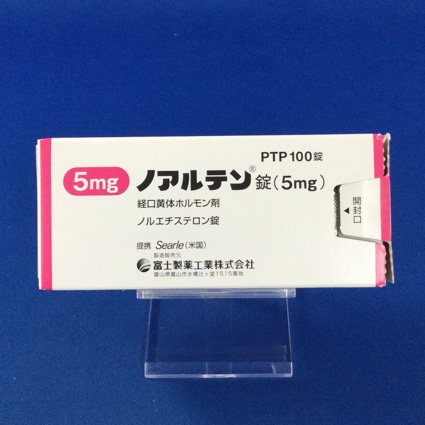 PTP100錠
5mg ノアルテン®錠(5mg)
経口黄体ホルモン剤
ノルエチステロン錠
提携 Searle(米国)
製造販売元
富士製薬工業株式会社
富山県富山市水橋辻ヶ堂1515番地
開封口